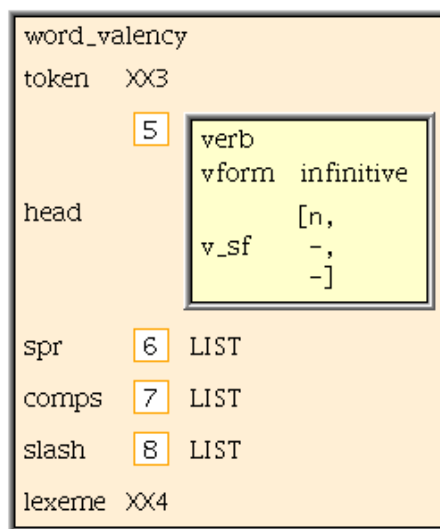 word_valency
token XX3
5
verb
vform infinitive
head
[n,
v_sf -,
-]
spr 6 LIST
comps 7 LIST
slash 8 LIST
lexeme XX4